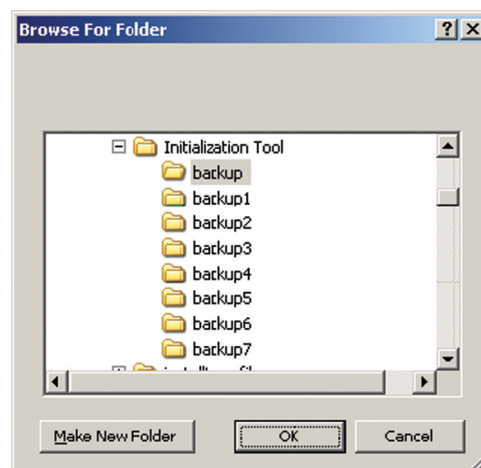 Browse For Folder
Initialization Tool
backup
backup1
backup2
backup3
backup4
backup5
backup6
backup7
Make New Folder
OK
Cancel